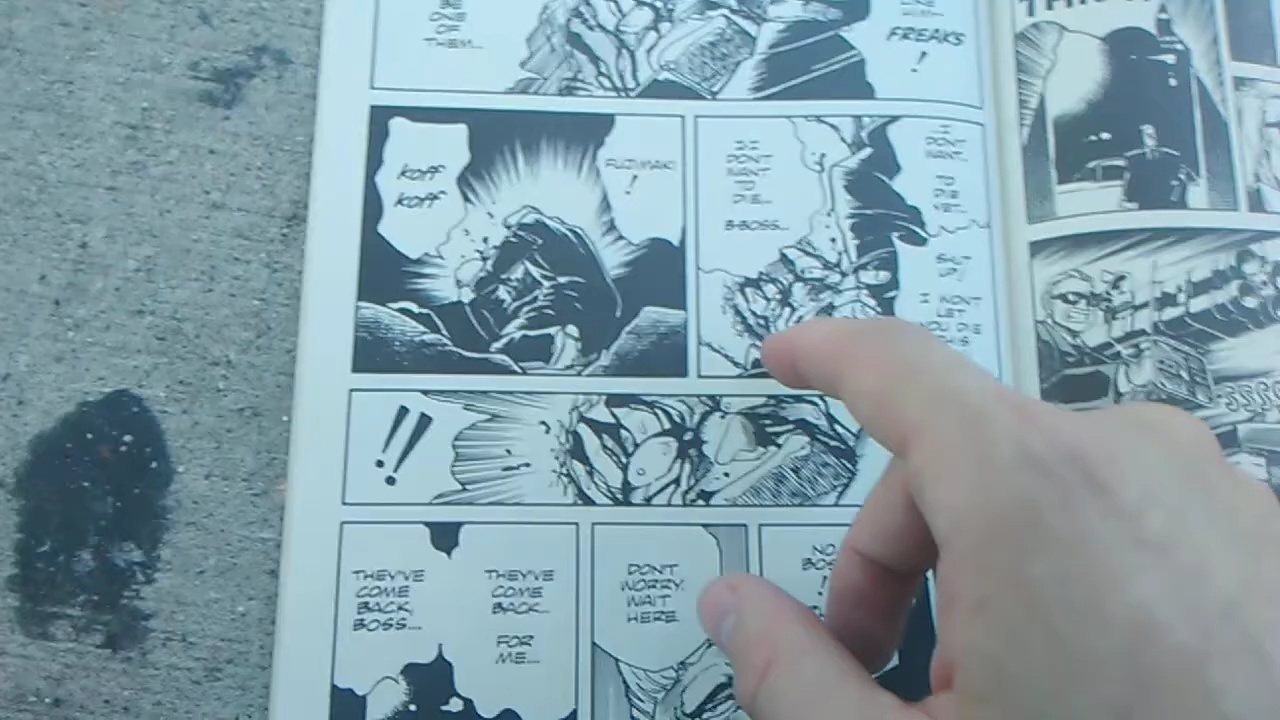 BE
ONE
OF
THEM...
FREAKS
!
KOFF
KOFF
FUJIMAKI
!
I I
DON'T
WANT
TO
DIE...
B-BOSS...
I
DON'T
WANT...
TO
DIE
YET...
SHUT
UP!
I WON'T
LET
YOU DIE
!!
THEY'VE
COME
BACK,
BOSS...
THEY'VE
COME
BACK...
FOR
ME...
DON'T
WORRY.
WAIT
HERE.
NO,
!